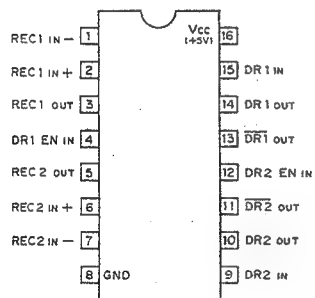 REC1 IN − 1
REC1 IN + 2
REC1 OUT 3
DR1 EN IN 4
REC2 OUT 5
REC2 IN + 6
REC2 IN − 7
8 GND
VCC (+5V) 16
15 DR1 IN
14 DR1 OUT
13 D̅R̅1̅ OUT
12 DR2 EN IN
11 D̅R̅2̅ OUT
10 DR2 OUT
9 DR2 IN